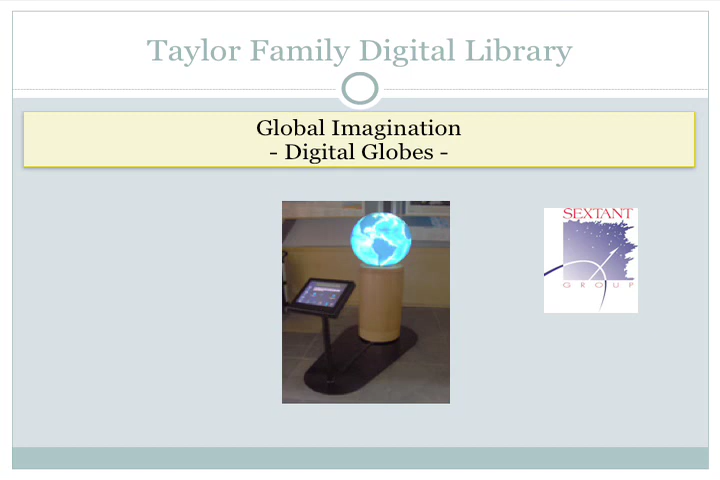 Taylor Family Digital Library
Global Imagination
- Digital Globes -
SEXTANT
GROUP